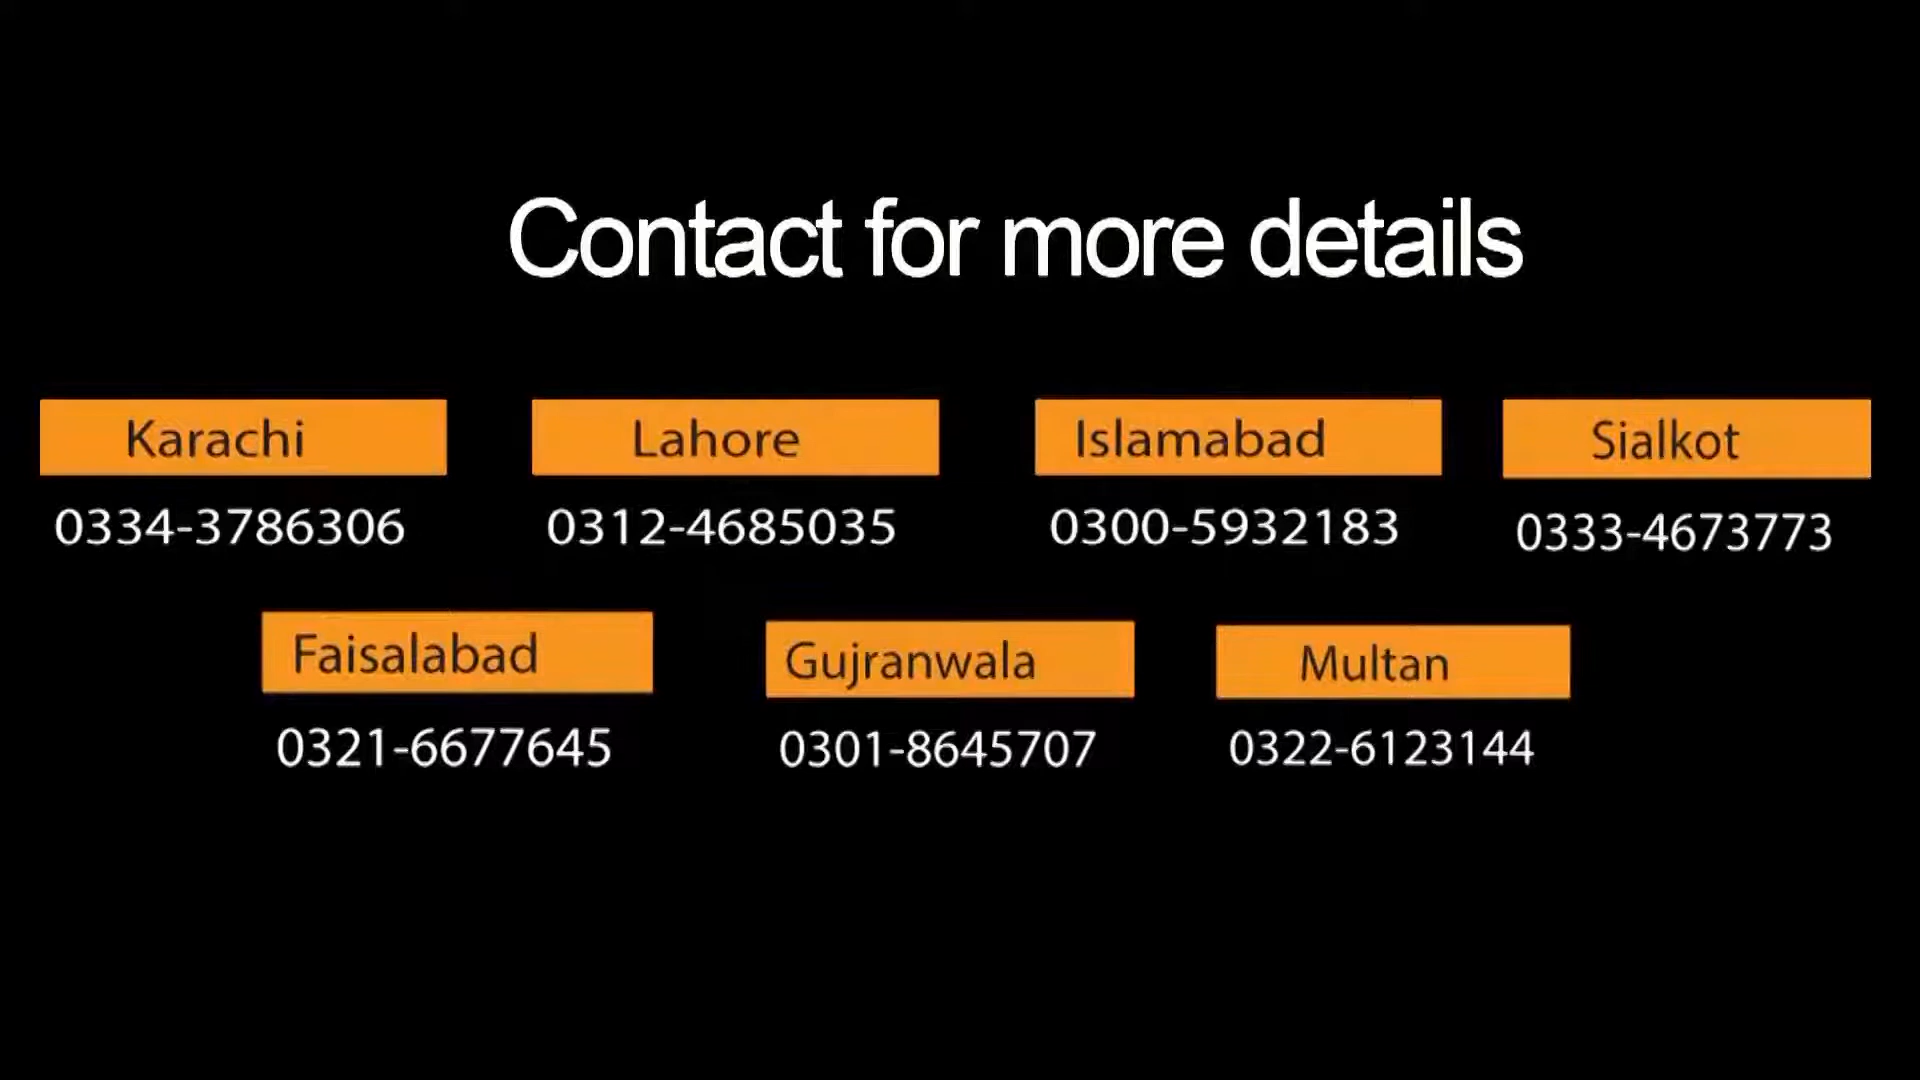 Contact for more details
Karachi Lahore Islamabad Sialkot
0334-3786306 0312-4685035 0300-5932183 0333-4673773
Faisalabad Gujranwala Multan
0321-6677645 0301-8645707 0322-6123144